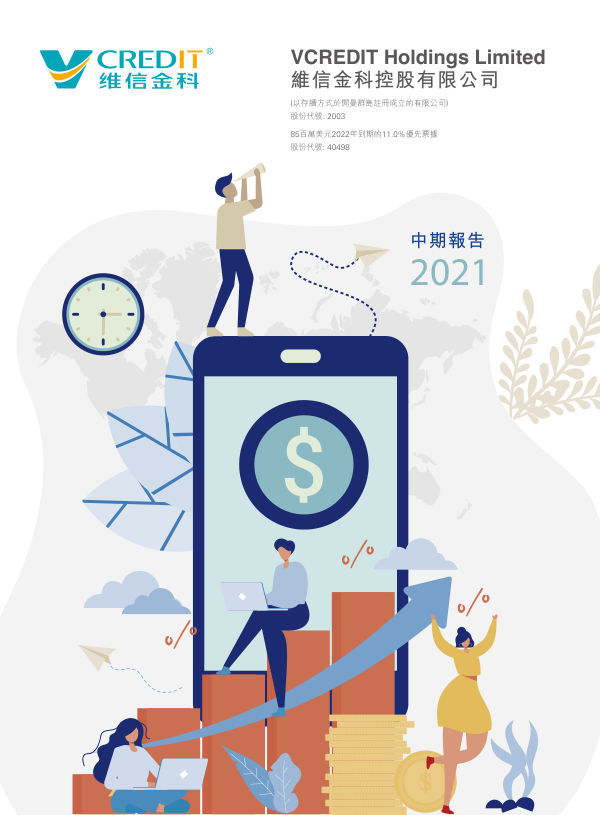 VCREDIT®
維信金科
VCREDIT Holdings Limited
維信金科控股有限公司
(以存續方式於開曼群島註冊成立的有限公司)
股份代號: 2003
85百萬美元2022年到期的11.0%優先票據
股份代號: 40498
中期報告
2021
$
%
%
%
$